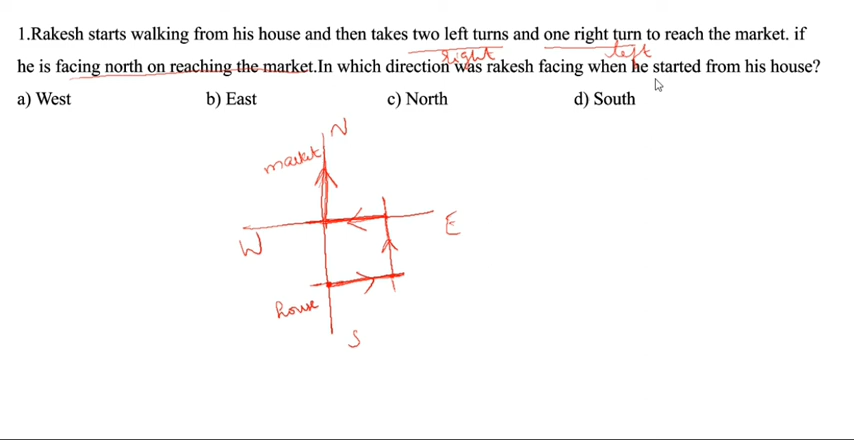 1.Rakesh starts walking from his house and then takes two left turns and one right turn to reach the market. if
right left
he is facing north on reaching the market.In which direction was rakesh facing when he started from his house?
a) West b) East c) North d) South
N
market
E
W
house
S